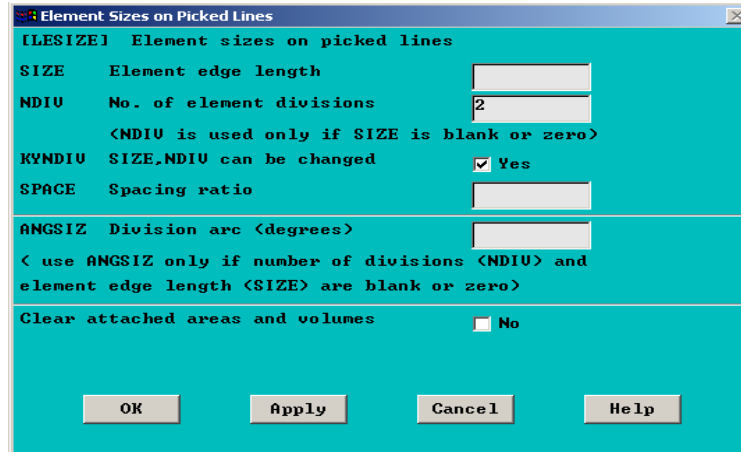 Element Sizes on Picked Lines
[LESIZE] Element sizes on picked lines
SIZE Element edge length
NDIV No. of element divisions 2
(NDIV is used only if SIZE is blank or zero)
KYNDIV SIZE,NDIV can be changed Yes
SPACE Spacing ratio
ANGSIZ Division arc (degrees)
( use ANGSIZ only if number of divisions (NDIV) and
element edge length (SIZE) are blank or zero)
Clear attached areas and volumes No
OK Apply Cancel Help